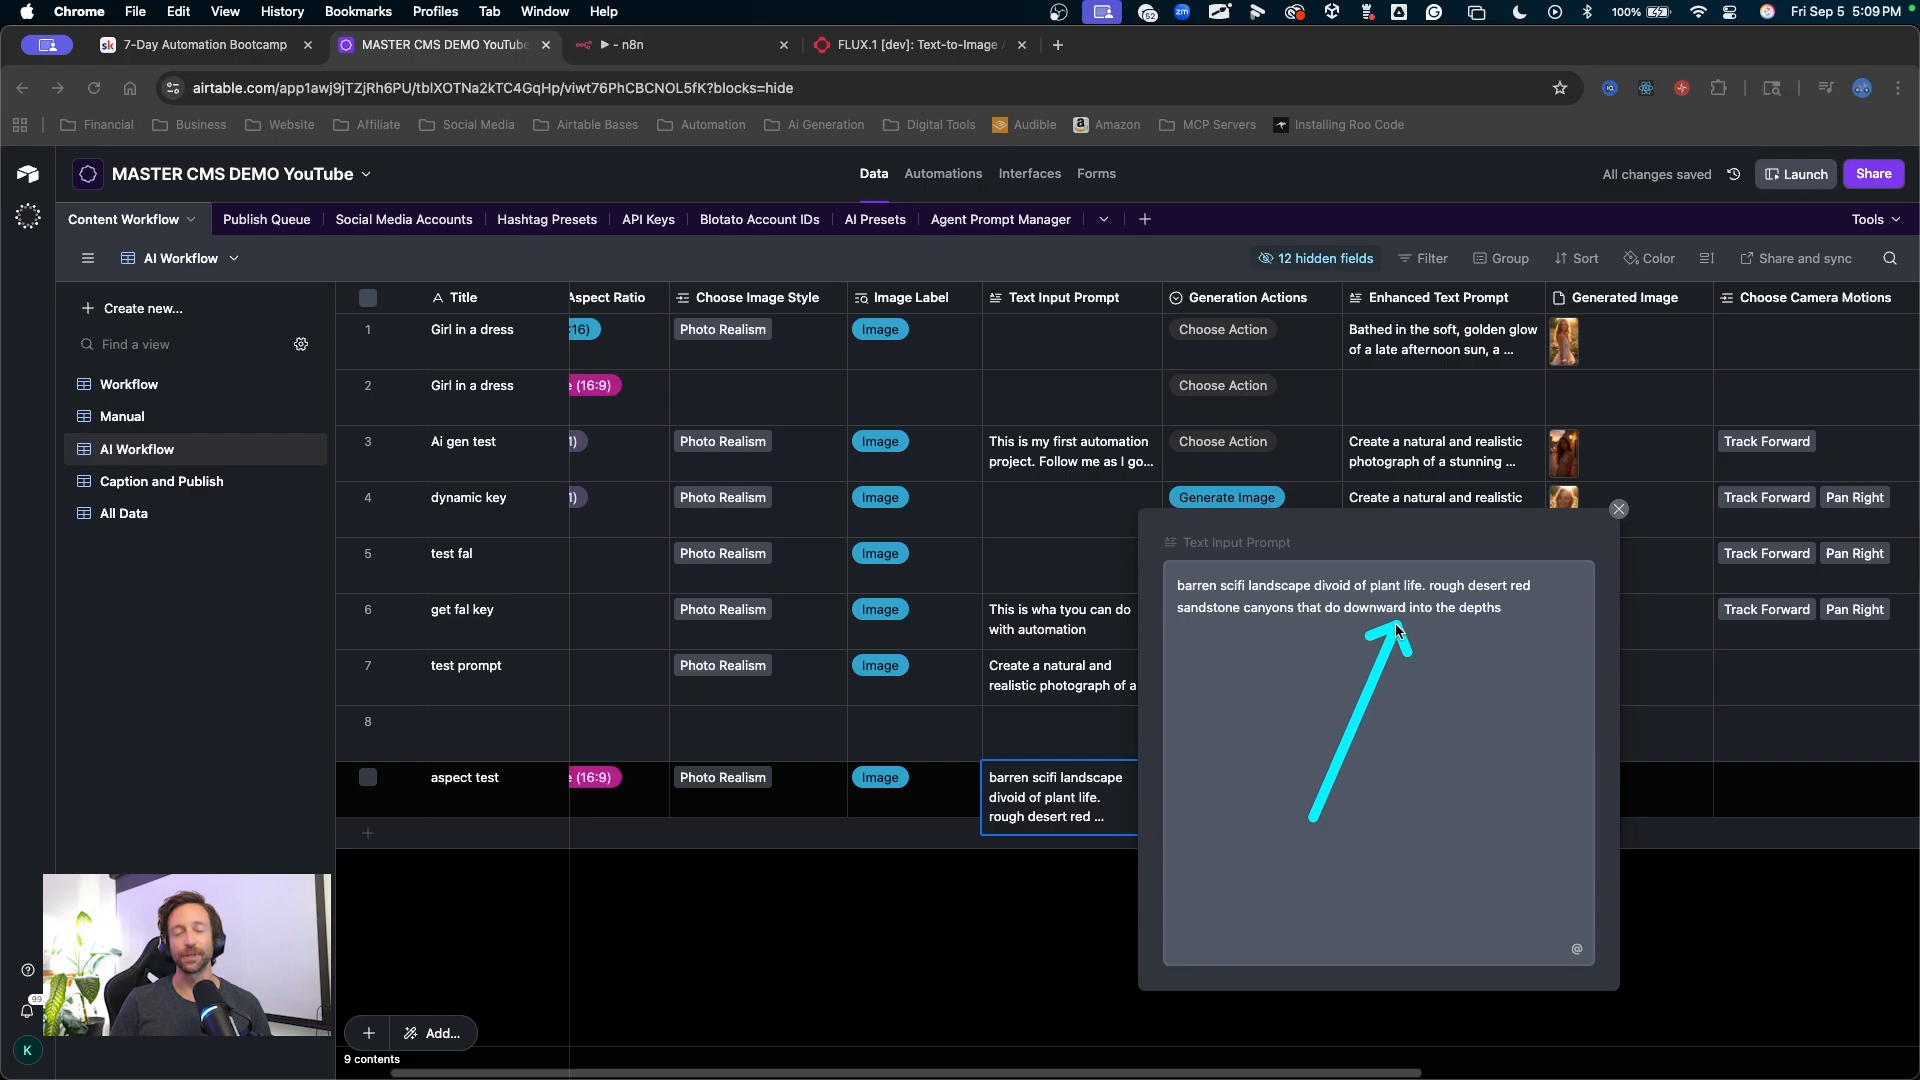 Chrome File Edit View History Bookmarks Profiles Tab Window Help 52 zm 100% Fri Sep 5 5:09 PM
sk 7-Day Automation Bootcamp MASTER CMS DEMO YouTube ▶ - n8n FLUX.1 [dev]: Text-to-Image
airtable.com/app1awj9jTZjRh6PU/tblXOTNa2kTC4GqHp/viwt76PhCBCNOL5fK?blocks=hide
Financial Business Website Affiliate Social Media Airtable Bases Automation Ai Generation Digital Tools Audible Amazon MCP Servers Installing Roo Code
MASTER CMS DEMO YouTube Data Automations Interfaces Forms All changes saved Launch Share
Content Workflow Publish Queue Social Media Accounts Hashtag Presets API Keys Blotato Account IDs AI Presets Agent Prompt Manager Tools
AI Workflow 12 hidden fields Filter Group Sort Color Share and sync
Create new...
Find a view
Workflow
Manual
AI Workflow
Caption and Publish
All Data
Title Aspect Ratio Choose Image Style Image Label Text Input Prompt Generation Actions Enhanced Text Prompt Generated Image Choose Camera Motions
1 Girl in a dress :16) Photo Realism Image Choose Action Bathed in the soft, golden glow
of a late afternoon sun, a ...
2 Girl in a dress e (16:9) Choose Action
3 Ai gen test 1) Photo Realism Image This is my first automation Choose Action Create a natural and realistic Track Forward
project. Follow me as I go... photograph of a stunning ...
4 dynamic key 1) Photo Realism Image Generate Image Create a natural and realistic Track Forward Pan Right
5 test fal Photo Realism Image Track Forward Pan Right
6 get fal key Photo Realism Image This is wha tyou can do Track Forward Pan Right
with automation
7 test prompt Photo Realism Image Create a natural and
realistic photograph of a
8
aspect test e (16:9) Photo Realism Image barren scifi landscape
divoid of plant life.
rough desert red ...
Text Input Prompt
barren scifi landscape divoid of plant life. rough desert red
sandstone canyons that do downward into the depths
@
99
K
Add...
9 contents